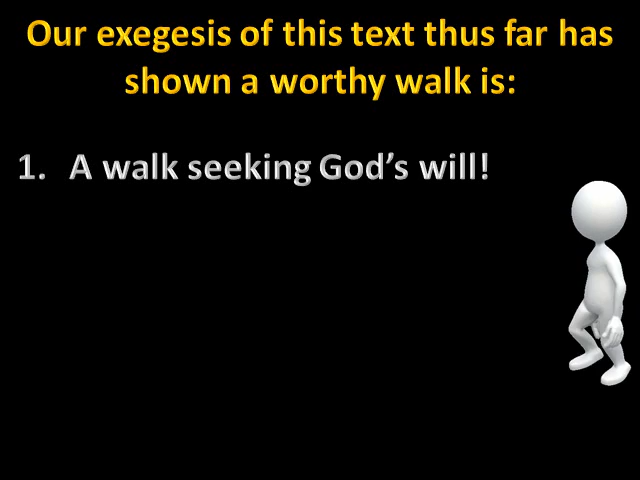 Our exegesis of this text thus far has
shown a worthy walk is:
1. A walk seeking God's will!